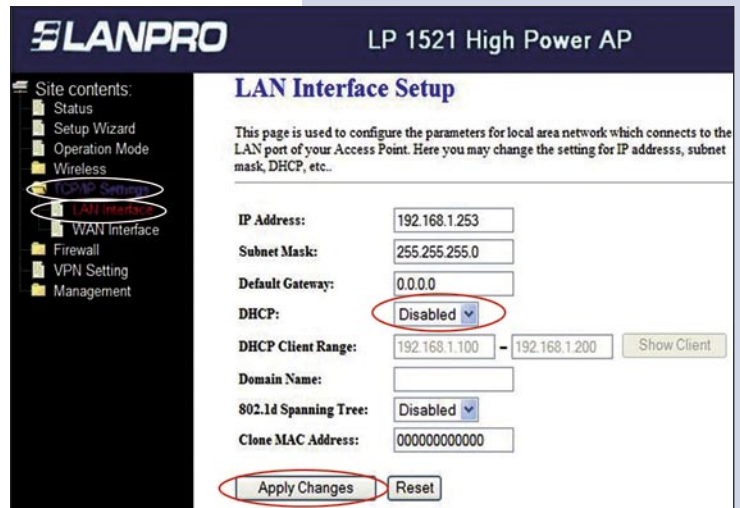 LANPRO
LP 1521 High Power AP
Site contents:
Status
Setup Wizard
Operation Mode
Wireless
TCP/IP Settings
LAN Interface
WAN Interface
Firewall
VPN Setting
Management
LAN Interface Setup
This page is used to configure the parameters for local area network which connects to the
LAN port of your Access Point. Here you may change the setting for IP addresss, subnet
mask, DHCP, etc..
IP Address: 192.168.1.253
Subnet Mask: 255.255.255.0
Default Gateway: 0.0.0.0
DHCP: Disabled
DHCP Client Range: 192.168.1.100 – 192.168.1.200 Show Client
Domain Name:
802.1d Spanning Tree: Disabled
Clone MAC Address: 000000000000
Apply Changes Reset